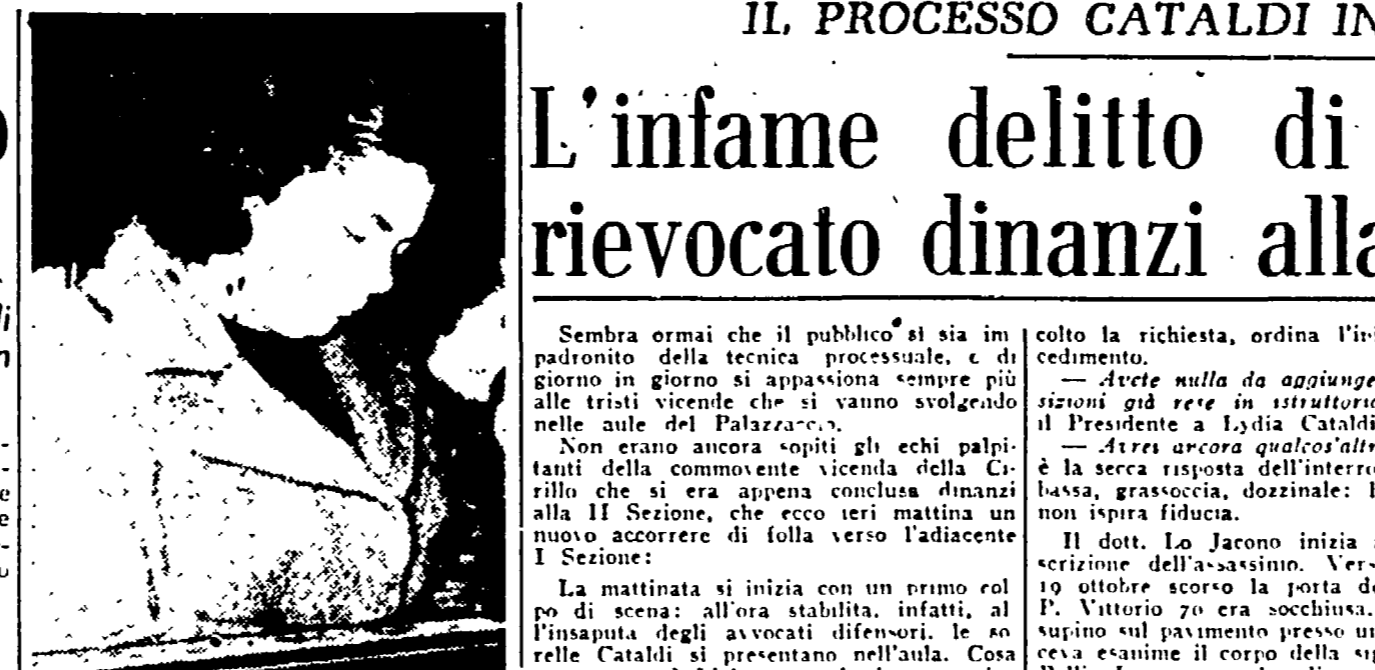 IL PROCESSO CATALDI IN
L'infame delitto di
rievocato dinanzi alla
Sembra ormai che il pubblico si sia im
padronito della tecnica processuale, e di
giorno in giorno si appassiona sempre più
alle tristi vicende che si vanno svolgendo
nelle aule del Palazzaccio.
Non erano ancora sopiti gli echi palpi-
tanti della commovente vicenda della Ci-
rillo che si era appena conclusa dinanzi
alla II Sezione, che ecco ieri mattina un
nuovo accorrere di folla verso l'adiacente
I Sezione:
La mattinata si inizia con un primo col
po di scena: all'ora stabilita, infatti, al
l'insaputa degli avvocati difensori, le so
relle Cataldi si presentano nell'aula. Cosa
colto la richiesta, ordina l'in
cedimento.
— Avete nulla da aggiunge
sizioni già rese in istruttoria
il Presidente a Lydia Cataldi
— Avrei ancora qualcos'altr
è la secca risposta dell'interro
bassa, grassoccia, dozzinale:
non ispira fiducia.
Il dott. Lo Jacono inizia
scrizione dell'assassinio. Vers
19 ottobre scorso la porta de
P. Vittorio 70 era socchiusa.
supino sul pavimento presso un
ceva esanime il corpo della sig